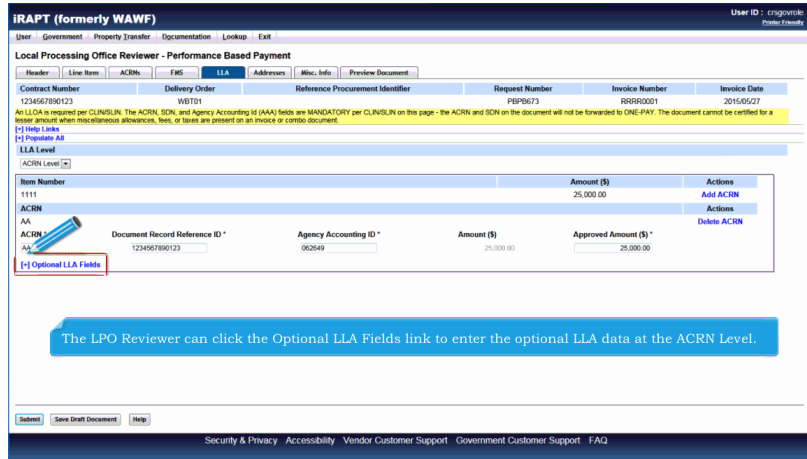 iRAPT (formerly WAWF)
User ID : crsgovrole
Printer Friendly
User Government Property Transfer Documentation Lookup Exit
Local Processing Office Reviewer - Performance Based Payment
Header Line Item ACRNs FMS LLA Addresses Misc. Info Preview Document
Contract Number Delivery Order Reference Procurement Identifier Request Number Invoice Number Invoice Date
1234567890123 WBT01 PBPB673 RRRR0001 2015/05/27
An LLOA is required per CLIN/SLIN. The ACRN, SDN, and Agency Accounting Id (AAA) fields are MANDATORY per CLIN/SLIN on this page - the ACRN and SDN on the document will not be forwarded to ONE-PAY. The document cannot be certified for a
lesser amount when miscellaneous allowances, fees, or taxes are present on an invoice or combo document.
[+] Help Links
[+] Populate All
LLA Level
ACRN Level
Item Number Amount ($) Actions
1111 25,000.00 Add ACRN
ACRN Actions
AA Delete ACRN
ACRN * Document Record Reference ID * Agency Accounting ID * Amount ($) Approved Amount ($) *
AA 1234567890123 062649 25,000.00 25,000.00
[+] Optional LLA Fields
The LPO Reviewer can click the Optional LLA Fields link to enter the optional LLA data at the ACRN Level.
Submit Save Draft Document Help
Security & Privacy Accessibility Vendor Customer Support Government Customer Support FAQ